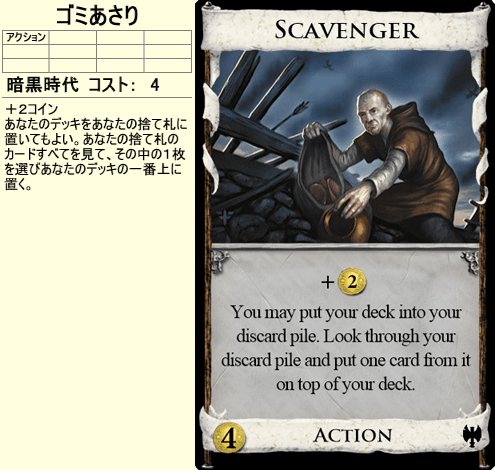 ゴミあさり
アクション
暗黒時代 コスト： 4
＋2コイン
あなたのデッキをあなたの捨て札に
置いてもよい。あなたの捨て札の
カードすべてを見て、その中の1枚
を選びあなたのデッキの一番上に
置く。
SCAVENGER
+ 2
You may put your deck into your
discard pile. Look through your
discard pile and put one card from it
on top of your deck.
4 ACTION